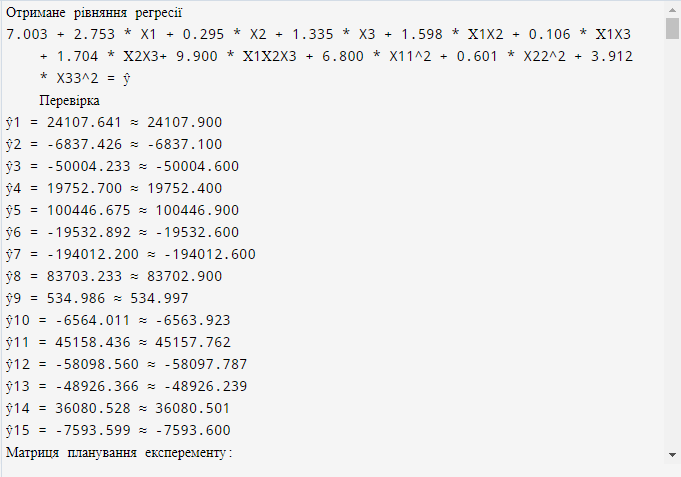 Отримане рівняння регресії
7.003 + 2.753 * X1 + 0.295 * X2 + 1.335 * X3 + 1.598 * X1X2 + 0.106 * X1X3
+ 1.704 * X2X3+ 9.900 * X1X2X3 + 6.800 * X11^2 + 0.601 * X22^2 + 3.912
* X33^2 = ŷ
Перевірка
ŷ1 = 24107.641 ≈ 24107.900
ŷ2 = -6837.426 ≈ -6837.100
ŷ3 = -50004.233 ≈ -50004.600
ŷ4 = 19752.700 ≈ 19752.400
ŷ5 = 100446.675 ≈ 100446.900
ŷ6 = -19532.892 ≈ -19532.600
ŷ7 = -194012.200 ≈ -194012.600
ŷ8 = 83703.233 ≈ 83702.900
ŷ9 = 534.986 ≈ 534.997
ŷ10 = -6564.011 ≈ -6563.923
ŷ11 = 45158.436 ≈ 45157.762
ŷ12 = -58098.560 ≈ -58097.787
ŷ13 = -48926.366 ≈ -48926.239
ŷ14 = 36080.528 ≈ 36080.501
ŷ15 = -7593.599 ≈ -7593.600
Матриця планування експеременту: